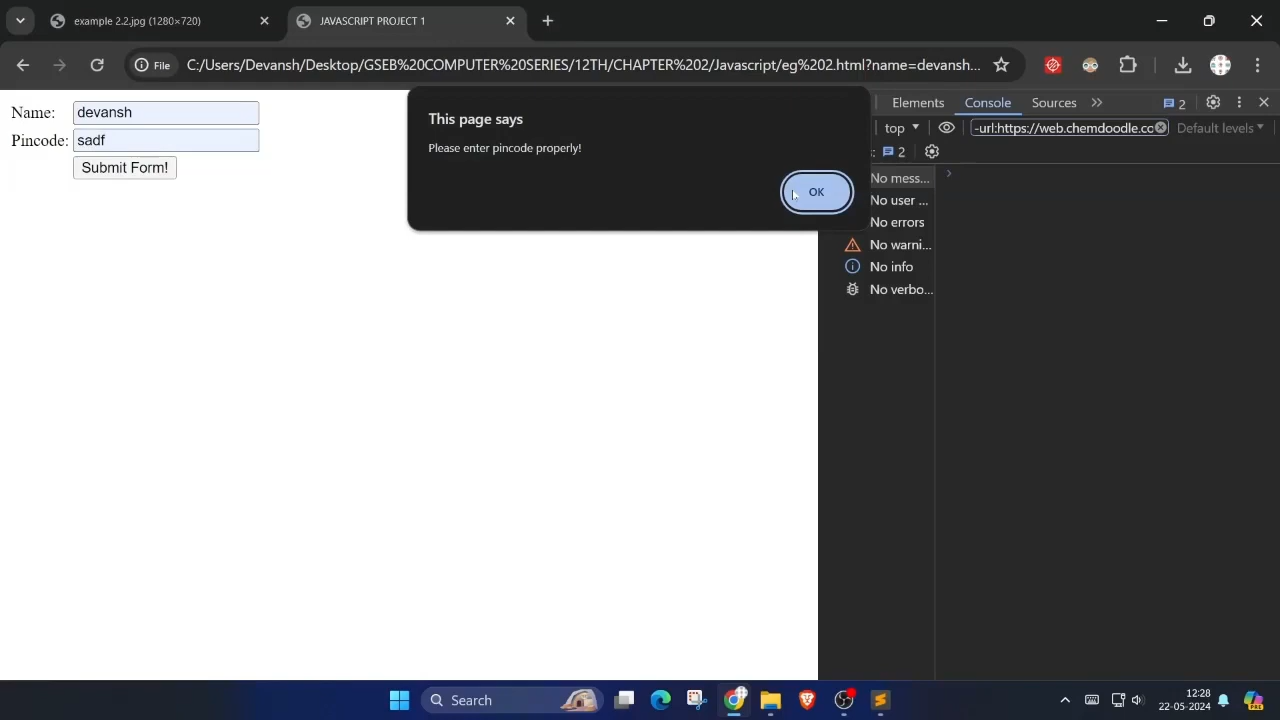 example 2.2.jpg (1280×720)
JAVASCRIPT PROJECT 1
File
C:/Users/Devansh/Desktop/GSEB%20COMPUTER%20SERIES/12TH/CHAPTER%202/Javascript/eg%202.html?name=devansh...
Name:
devansh
Pincode:
sadf
Submit Form!
This page says
Please enter pincode properly!
OK
Elements
Console
Sources
2
top
-url:https://web.chemdoodle.cc
Default levels
: 2
No mess...
No user ...
No errors
No warni...
No info
No verbo...
Search
12:28
22-05-2024